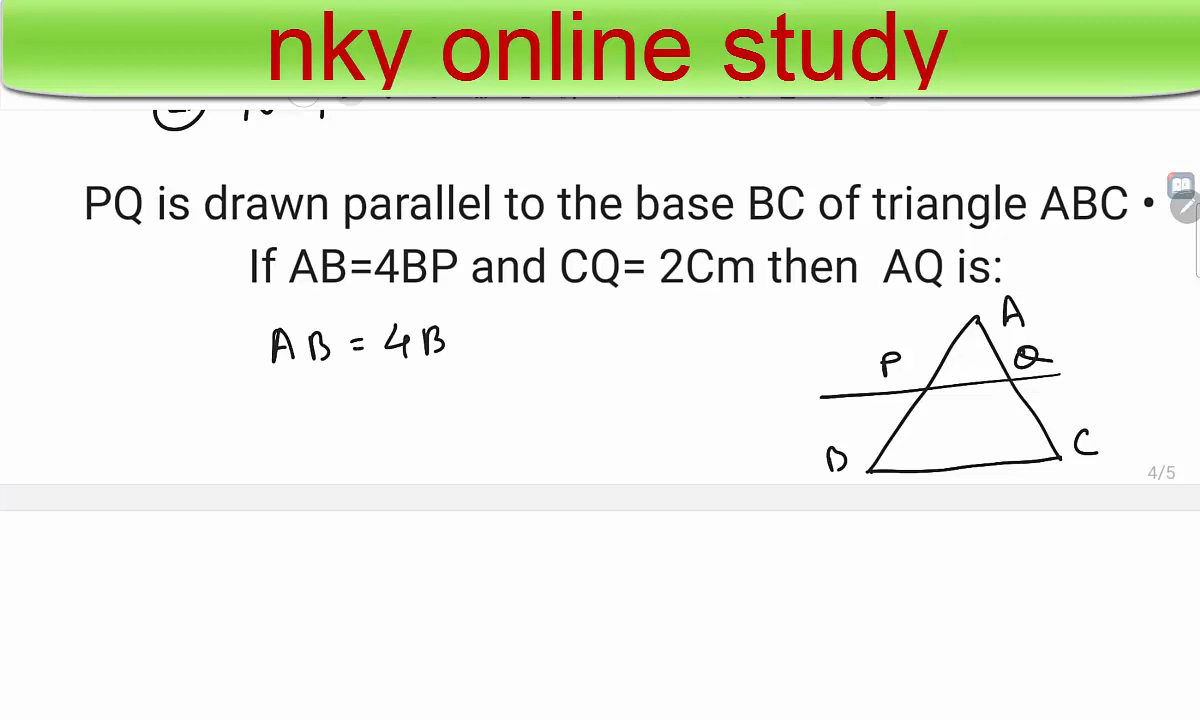 nky online study
PQ is drawn parallel to the base BC of triangle ABC •
If AB=4BP and CQ= 2Cm then AQ is:
A
AB = 4B
P
Q
B
C
4/5